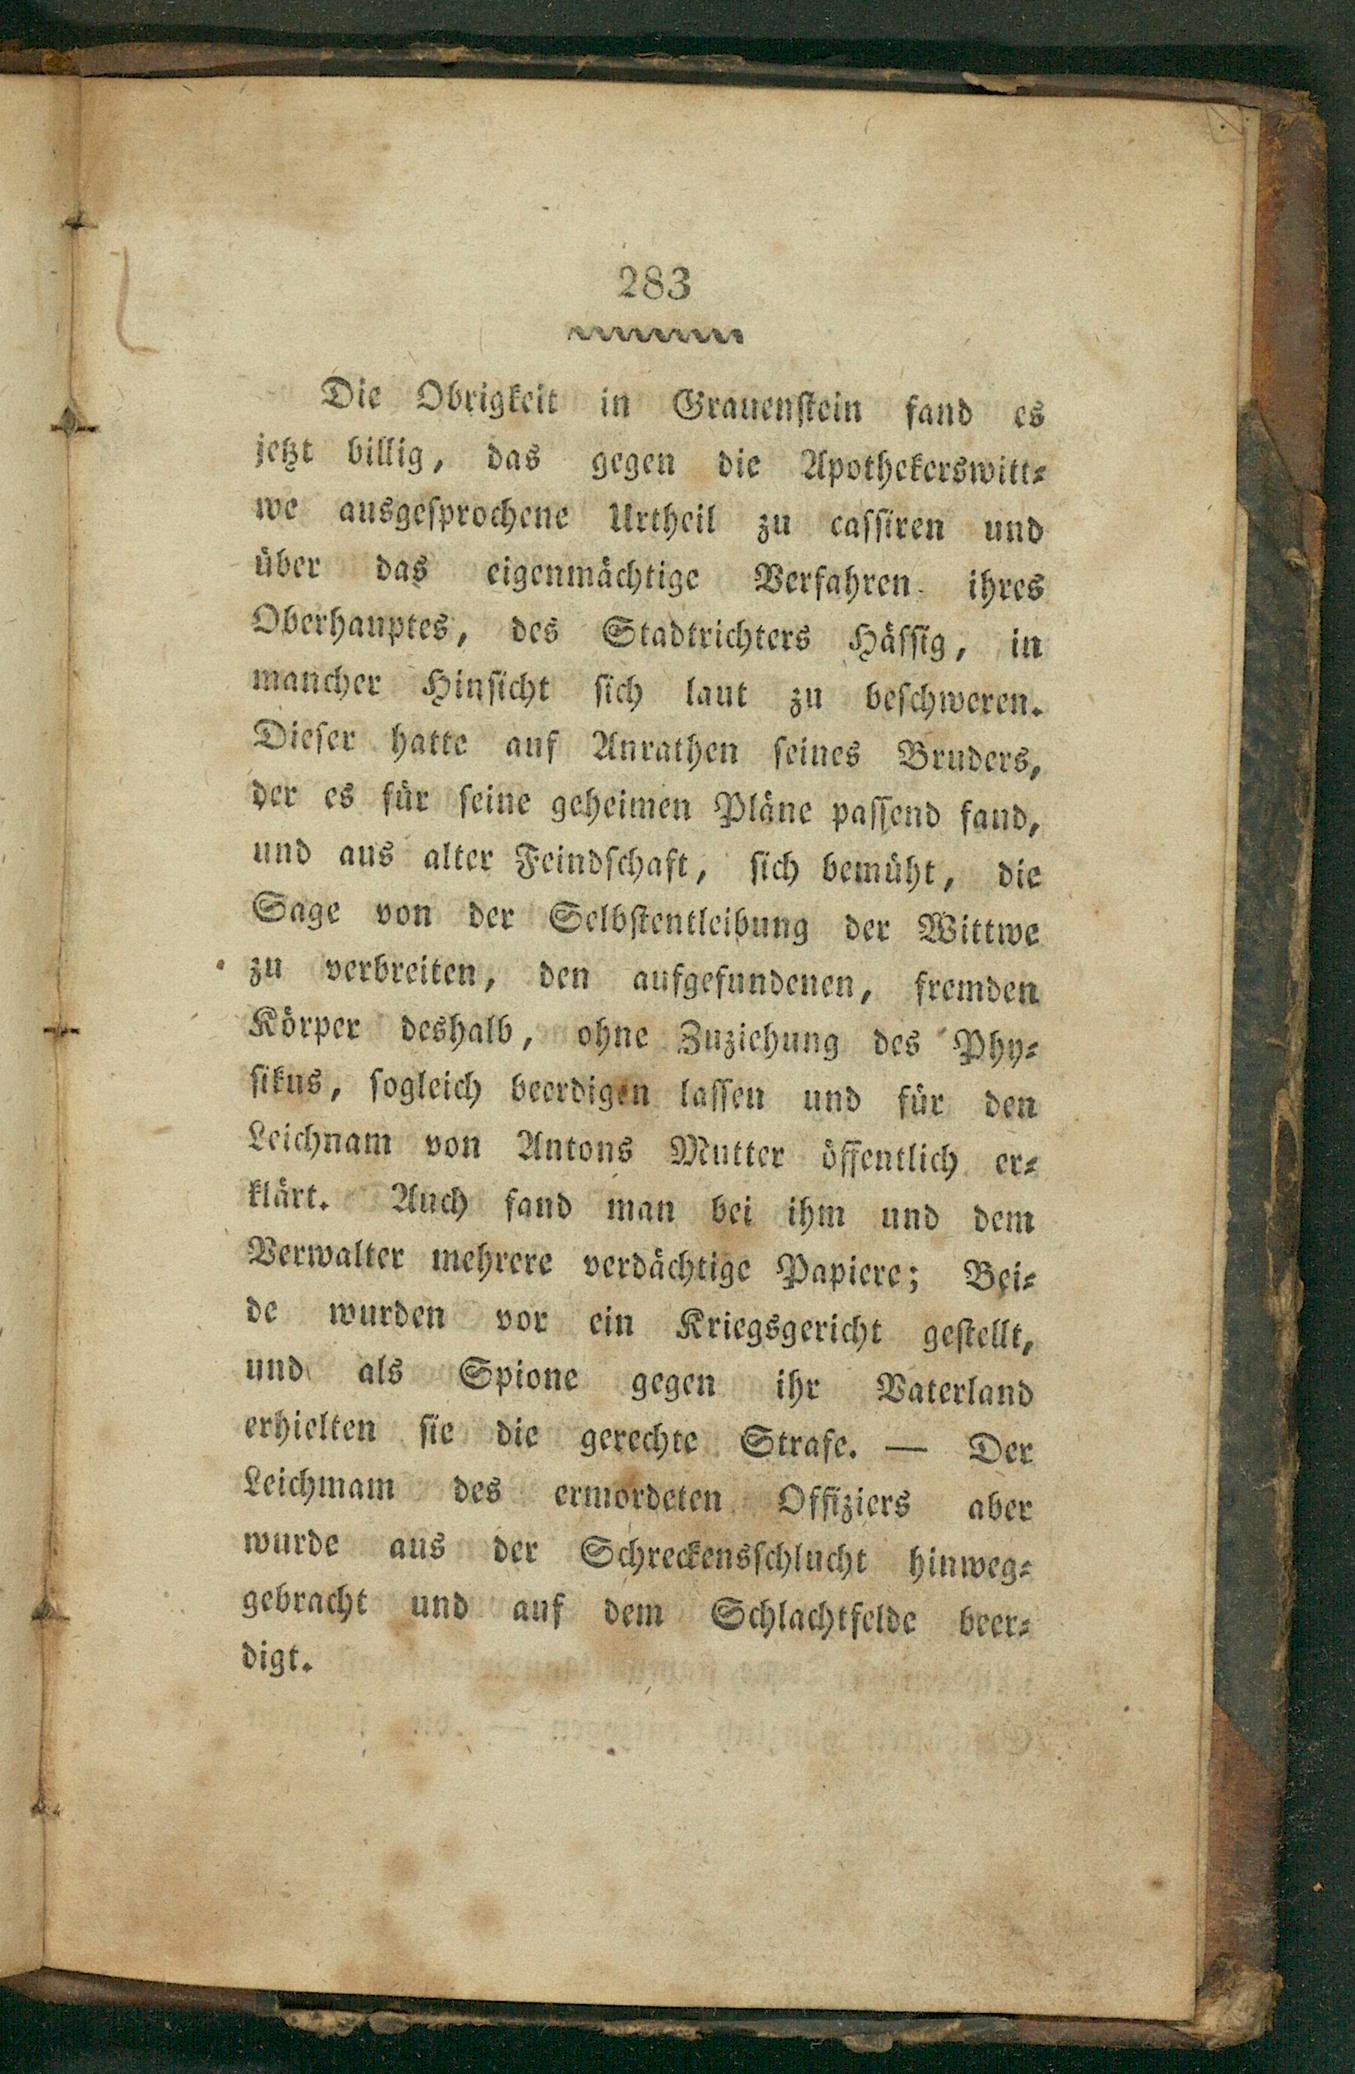 283
Die Obrigkeit in Grauenstein fand es
jetzt billig, das gegen die Apothekerswitt⸗
we ausgesprochene Urtheil zu cassiren und
über das eigenmächtige Verfahren ihres
Oberhauptes, des Stadtrichters Hässig, in
mancher Hinsicht sich laut zu beschweren.
Dieser hatte auf Anrathen seines Bruders,
der es für seine geheimen Pläne passend fand,
und aus alter Feindschaft, sich bemüht, die
Sage von der Selbstentleibung der Wittwe
zu verbreiten, den aufgefundenen, fremden
Körper deshalb, ohne Zuziehung des Phy⸗
sikus, sogleich beerdigen lassen und für den
Leichnam von Antons Mutter öffentlich er⸗
klärt. Auch fand man bei ihm und dem
Verwalter mehrere verdächtige Papiere; Bei⸗
de wurden vor ein Kriegsgericht gestellt,
und als Spione gegen ihr Vaterland
erhielten sie die gerechte Strafe. — Der
Leichmam des ermordeten Offiziers aber
wurde aus der Schreckensschlucht hinweg⸗
gebracht und auf dem Schlachtfelde beer⸗
digt.